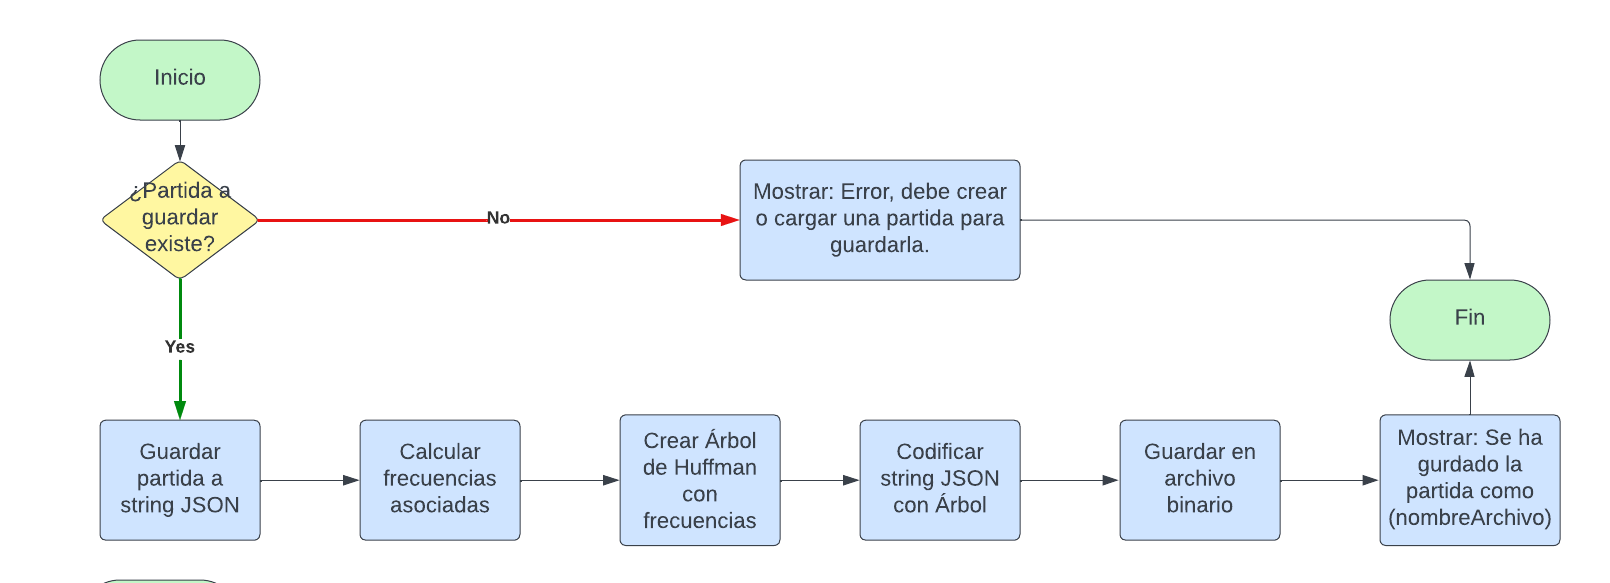 Inicio
¿Partida a
guardar
existe?
No
Mostrar: Error, debe crear
o cargar una partida para
guardarla.
Fin
Yes
Guardar
partida a
string JSON
Calcular
frecuencias
asociadas
Crear Árbol
de Huffman
con
frecuencias
Codificar
string JSON
con Árbol
Guardar en
archivo
binario
Mostrar: Se ha
gurdado la
partida como
(nombreArchivo)